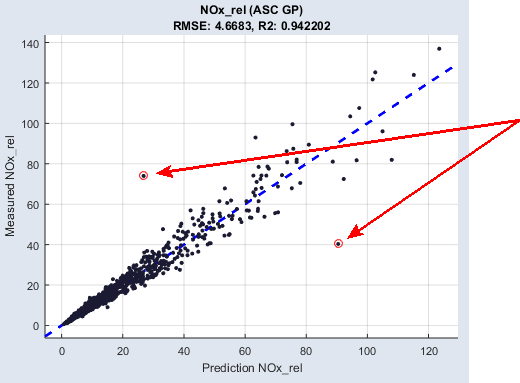 NOx_rel (ASC GP)
RMSE: 4.6683, R2: 0.942202
140
120
100
80
60
40
20
0
Measured NOx_rel
0 20 40 60 80 100 120
Prediction NOx_rel